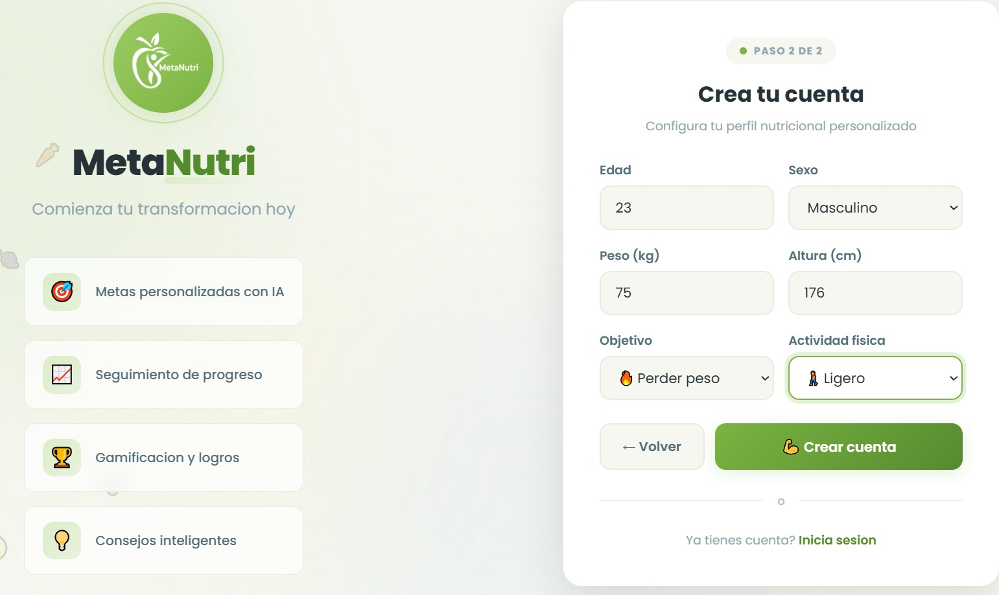 MetaNutri
MetaNutri
Comienza tu transformacion hoy
Metas personalizadas con IA
Seguimiento de progreso
Gamificacion y logros
Consejos inteligentes
PASO 2 DE 2
Crea tu cuenta
Configura tu perfil nutricional personalizado
Edad
Sexo
23
Masculino
Peso (kg)
Altura (cm)
75
176
Objetivo
Actividad fisica
🔥 Perder peso
🚶 Ligero
← Volver
💪 Crear cuenta
o
Ya tienes cuenta? Inicia sesion